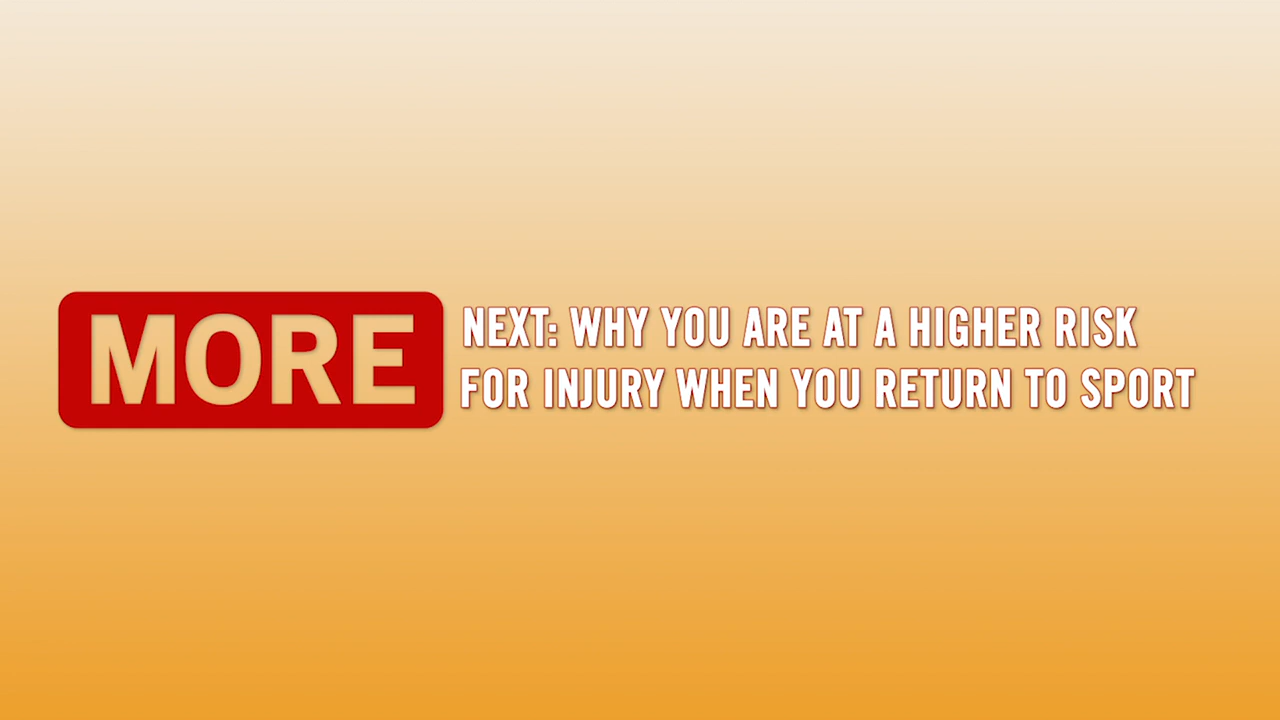 MORE
NEXT: WHY YOU ARE AT A HIGHER RISK
FOR INJURY WHEN YOU RETURN TO SPORT